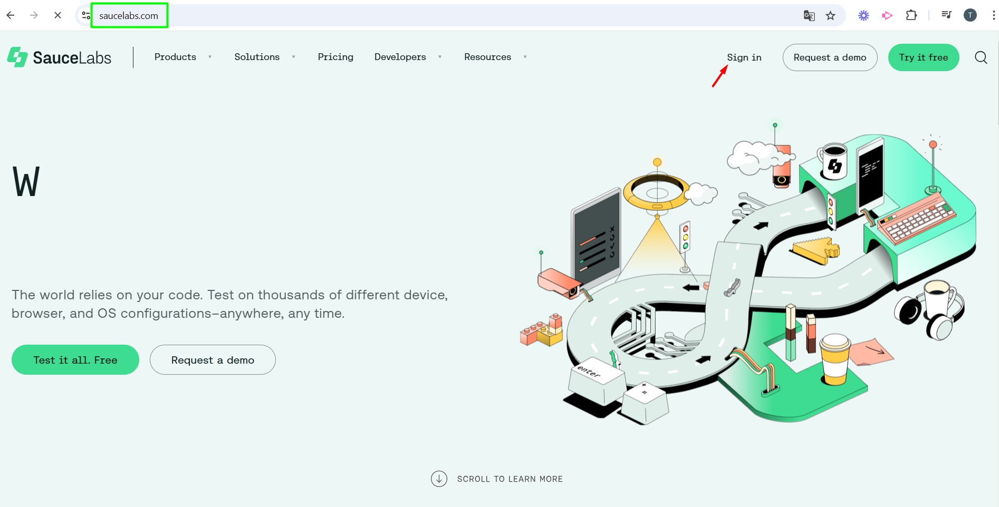 saucelabs.com
T
SauceLabs
Products
Solutions
Pricing
Developers
Resources
Sign in
Request a demo
Try it free
W
The world relies on your code. Test on thousands of different device,
browser, and OS configurations–anywhere, any time.
Test it all. Free
Request a demo
enter
+
=
SCROLL TO LEARN MORE